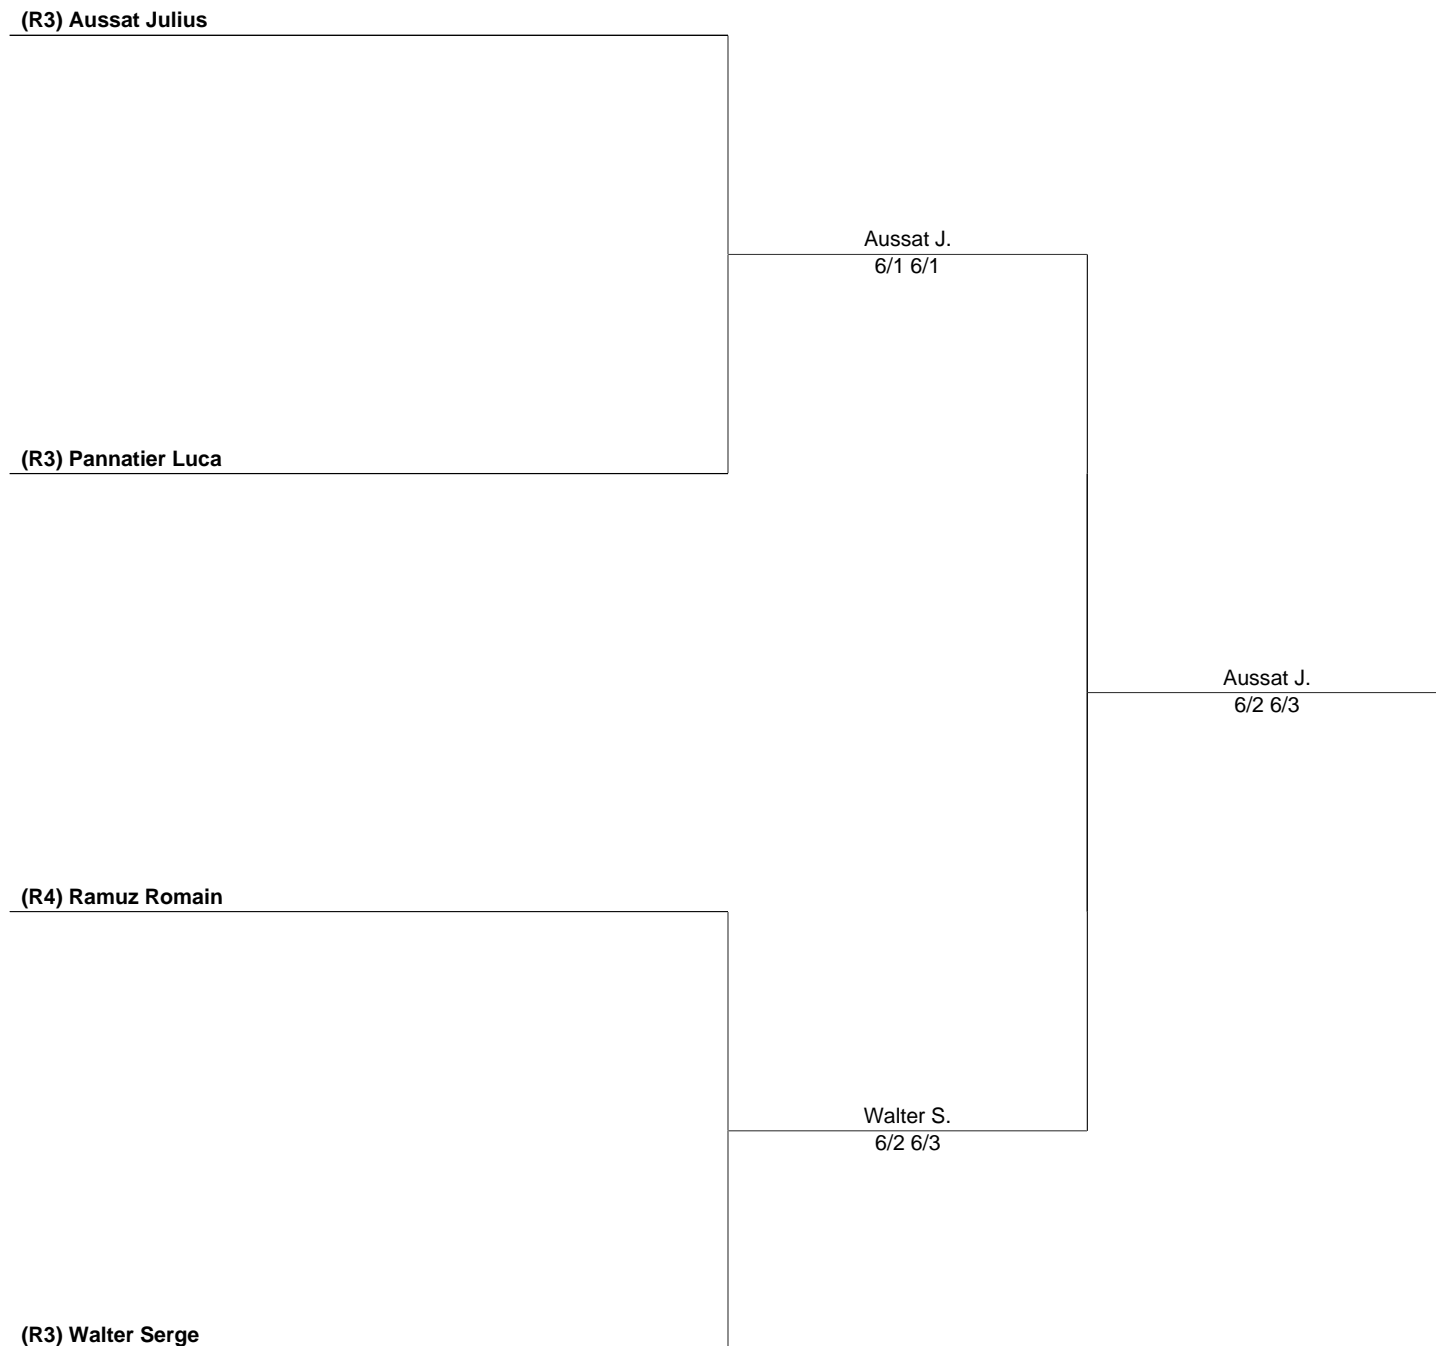 (R3) Aussat Julius
Aussat J.
6/1 6/1
(R3) Pannatier Luca
Aussat J.
6/2 6/3
(R4) Ramuz Romain
Walter S.
6/2 6/3
(R3) Walter Serge